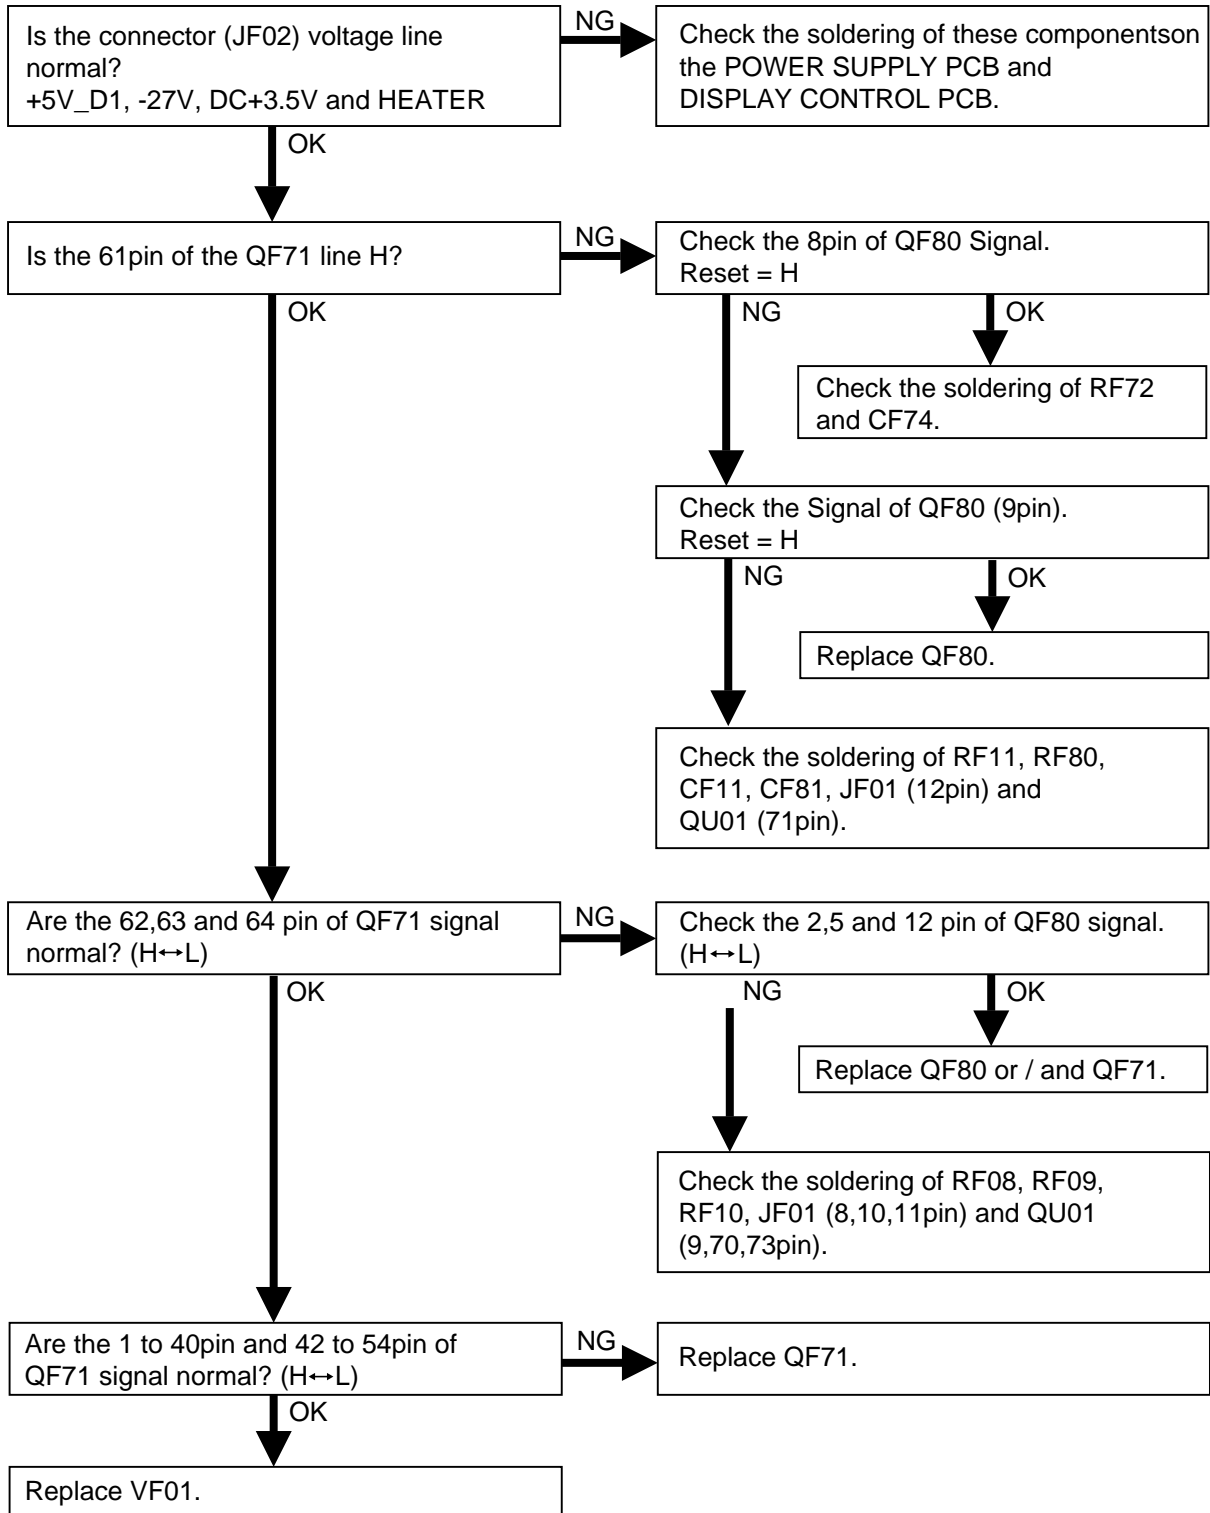 Is the connector (JF02) voltage line
normal?
+5V_D1, -27V, DC+3.5V and HEATER
NG
Check the soldering of these componentson
the POWER SUPPLY PCB and
DISPLAY CONTROL PCB.
OK
Is the 61pin of the QF71 line H?
NG
Check the 8pin of QF80 Signal.
Reset = H
OK
NG
OK
Check the soldering of RF72
and CF74.
Check the Signal of QF80 (9pin).
Reset = H
NG
OK
Replace QF80.
Check the soldering of RF11, RF80,
CF11, CF81, JF01 (12pin) and
QU01 (71pin).
Are the 62,63 and 64 pin of QF71 signal
normal? (H↔L)
NG
Check the 2,5 and 12 pin of QF80 signal.
(H↔L)
OK
NG
OK
Replace QF80 or / and QF71.
Check the soldering of RF08, RF09,
RF10, JF01 (8,10,11pin) and QU01
(9,70,73pin).
Are the 1 to 40pin and 42 to 54pin of
QF71 signal normal? (H↔L)
NG
Replace QF71.
OK
Replace VF01.